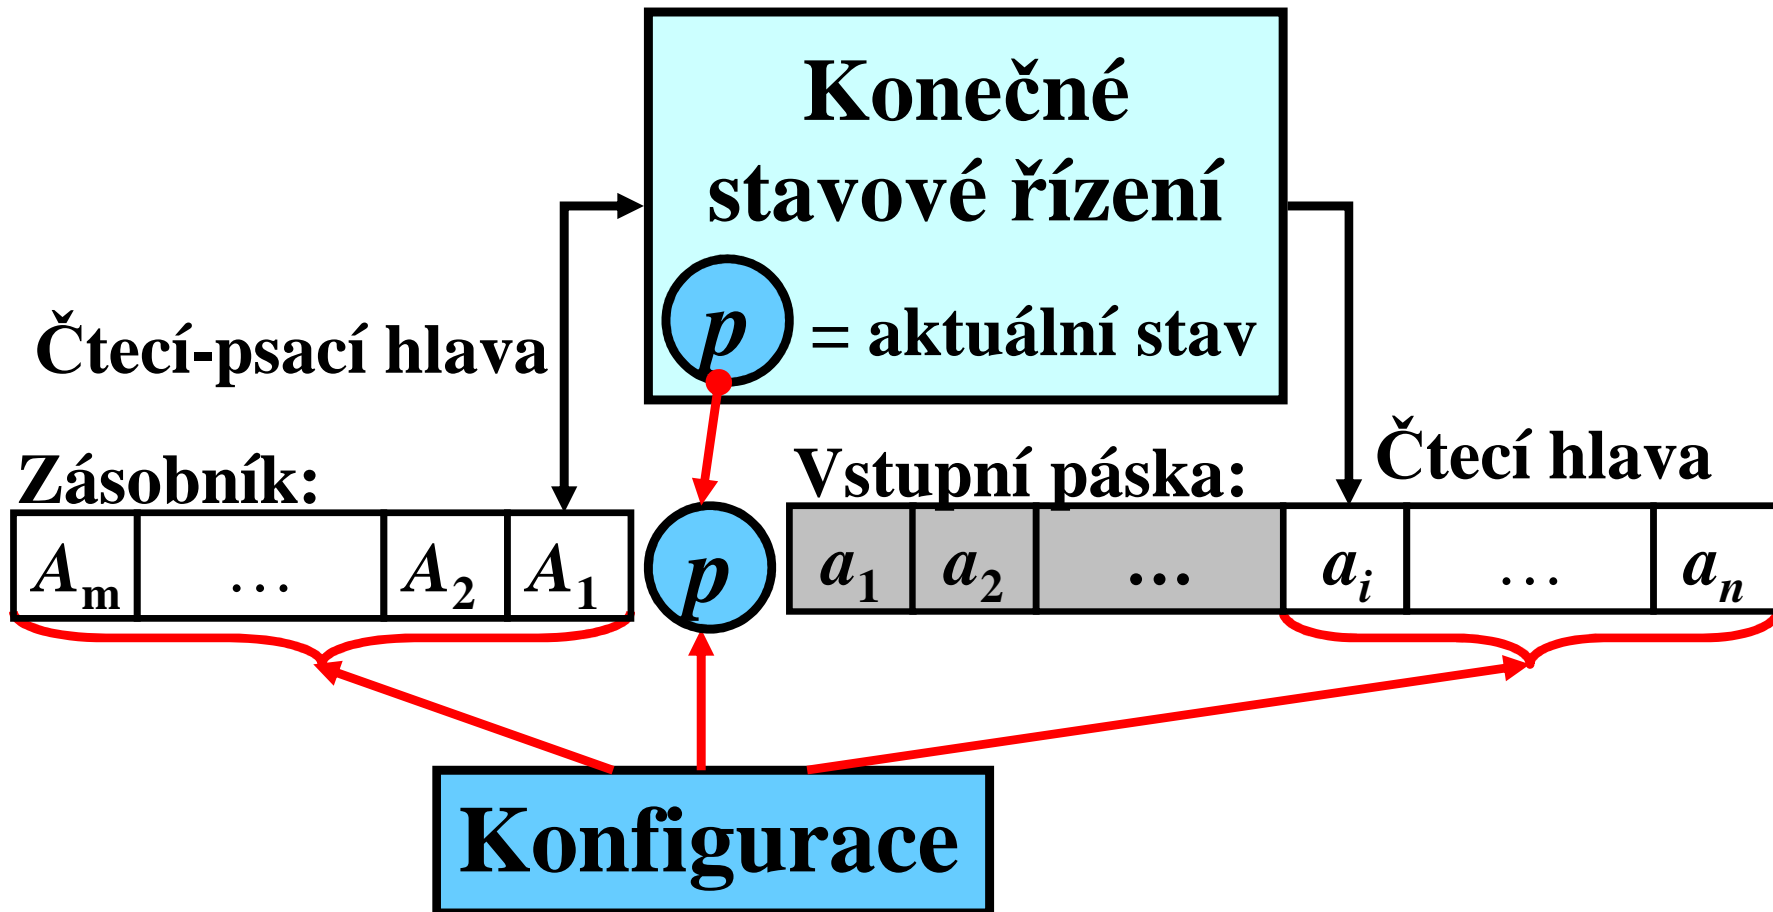 Konečné
stavové řízení
p = aktuální stav
Čtecí-psací hlava
Čtecí hlava
Zásobník:
Vstupní páska:
Am … A2 A1
p
a1 a2 … ai … an
Konfigurace